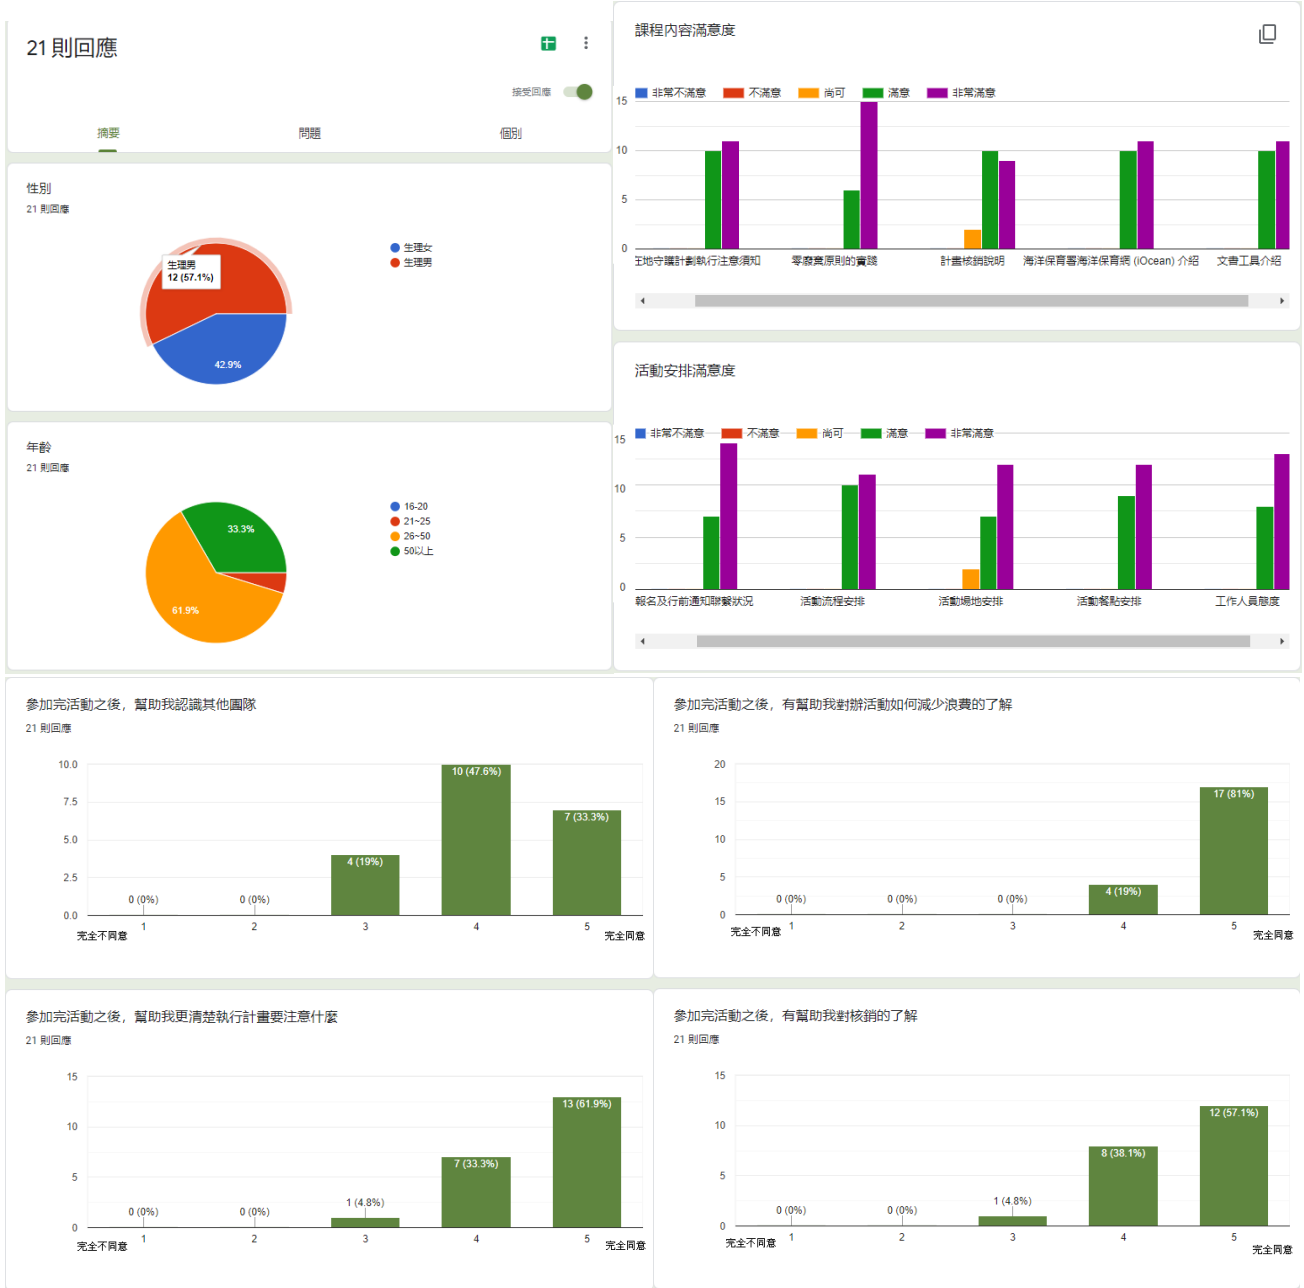 21 則回應
接受回應
摘要
問題
個別
性別
21 則回應
生理男
12 (57.1%)
42.9%
生理女
生理男
年齡
21 則回應
33.3%
61.9%
16-20
21~25
26~50
50以上
課程內容滿意度
非常不滿意 不滿意 尚可 滿意 非常滿意
15
10
5
0
在地守護計劃執行注意須知 零廢棄原則的實踐 計畫核銷說明 海洋保育署海洋保育網 (iOcean) 介紹 文書工具介紹
活動安排滿意度
非常不滿意 不滿意 尚可 滿意 非常滿意
15
10
5
0
報名及行前通知聯繫狀況 活動流程安排 活動場地安排 活動餐點安排 工作人員態度
參加完活動之後，幫助我認識其他團隊
21 則回應
10.0
7.5
5.0
2.5
0.0
0 (0%) 0 (0%) 4 (19%) 10 (47.6%) 7 (33.3%)
1 2 3 4 5
完全不同意 完全同意
參加完活動之後，有幫助我對辦活動如何減少浪費的了解
21 則回應
20
15
10
5
0
0 (0%) 0 (0%) 0 (0%) 4 (19%) 17 (81%)
1 2 3 4 5
完全不同意 完全同意
參加完活動之後，幫助我更清楚執行計畫要注意什麼
21 則回應
15
10
5
0
0 (0%) 0 (0%) 1 (4.8%) 7 (33.3%) 13 (61.9%)
1 2 3 4 5
完全不同意 完全同意
參加完活動之後，有幫助我對核銷的了解
21 則回應
15
10
5
0
0 (0%) 0 (0%) 1 (4.8%) 8 (38.1%) 12 (57.1%)
1 2 3 4 5
完全不同意 完全同意